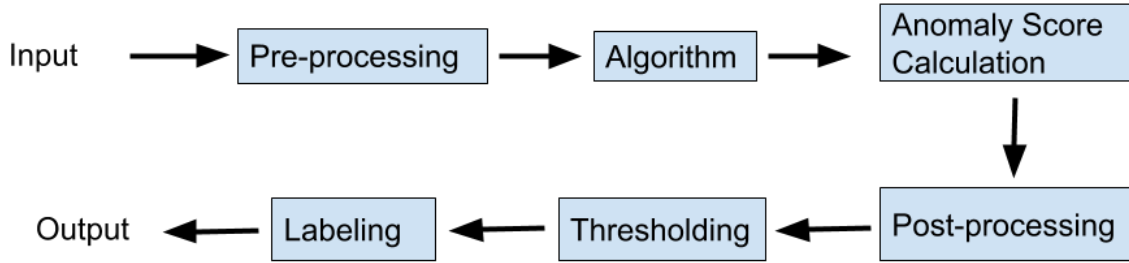 Input
Pre-processing
Algorithm
Anomaly Score
Calculation
Post-processing
Thresholding
Labeling
Output